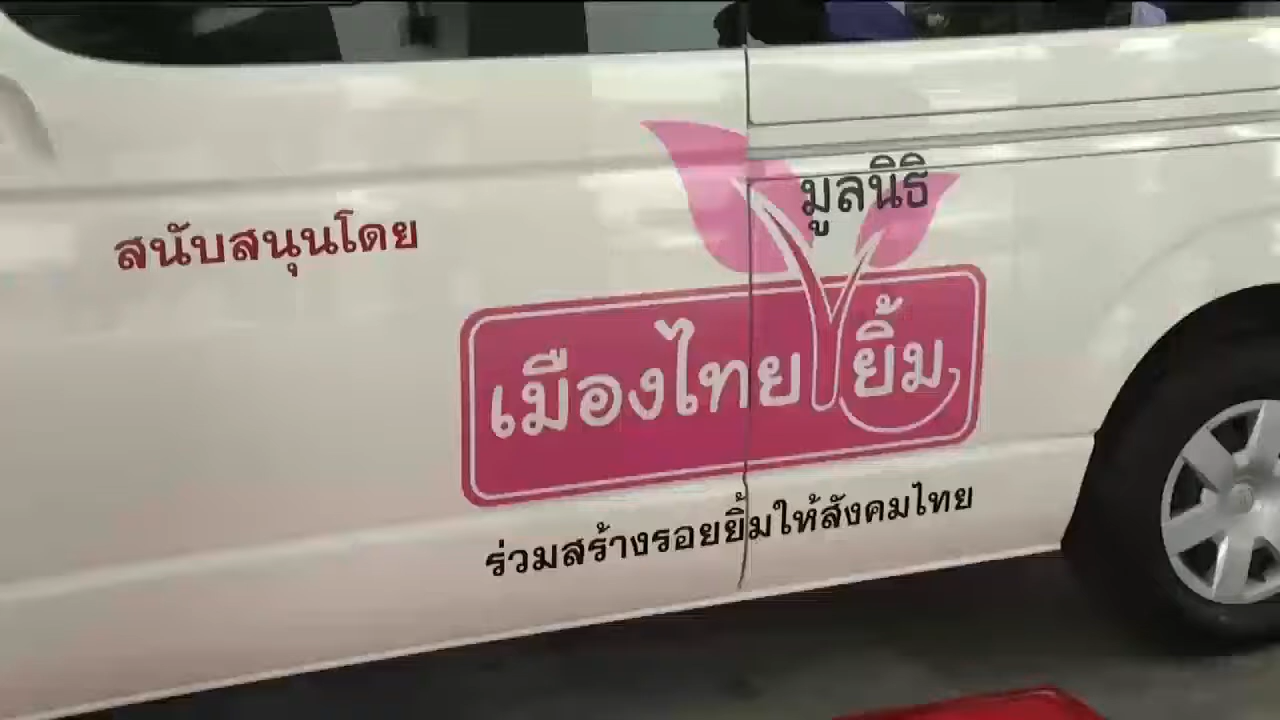 สนับสนุนโดย
มูลนิธิ
เมืองไทยยิ้ม
ร่วมสร้างรอยยิ้มให้สังคมไทย